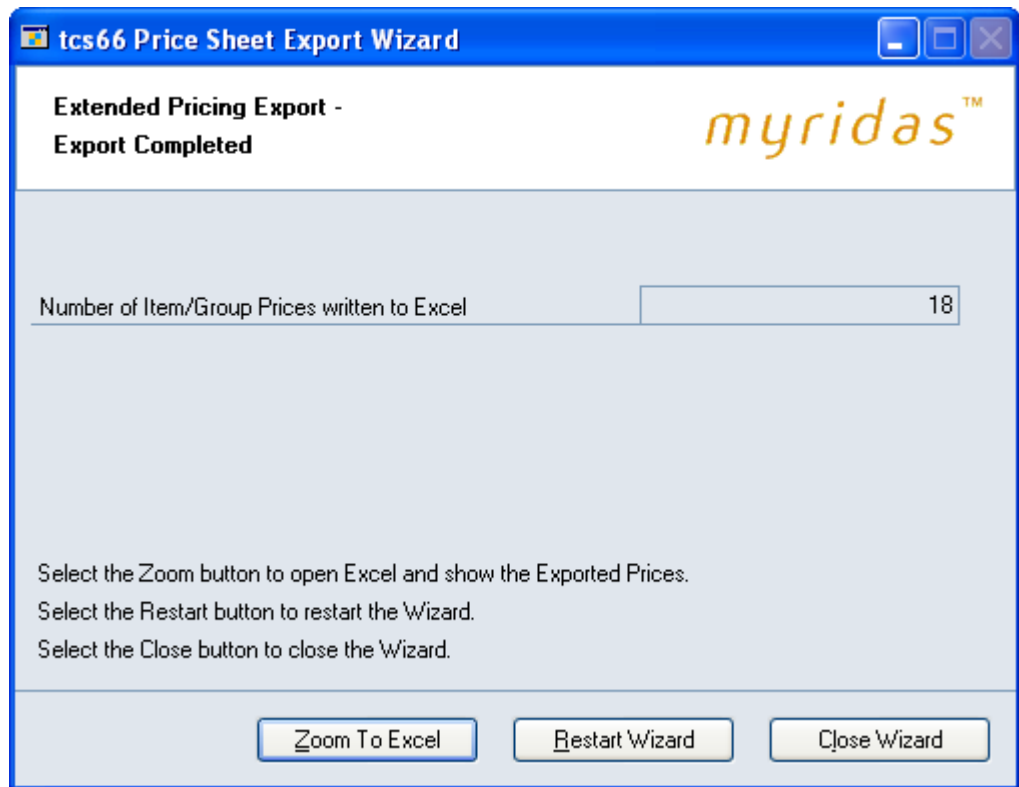 tcs66 Price Sheet Export Wizard
Extended Pricing Export -
Export Completed
myridas™
Number of Item/Group Prices written to Excel 18
Select the Zoom button to open Excel and show the Exported Prices.
Select the Restart button to restart the Wizard.
Select the Close button to close the Wizard.
Zoom To Excel Restart Wizard Close Wizard